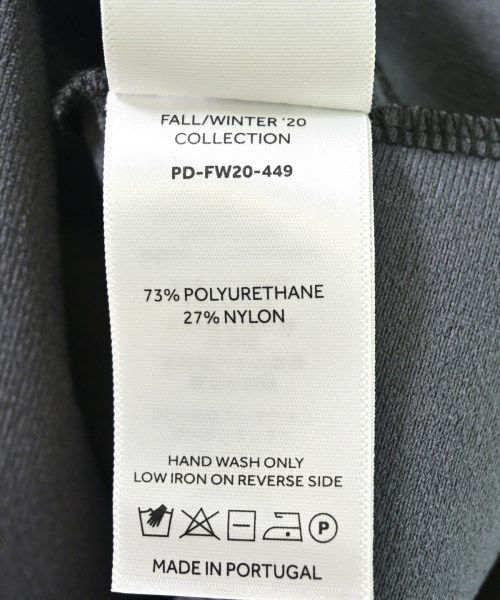 FALL/WINTER '20
COLLECTION
PD-FW20-449
73% POLYURETHANE
27% NYLON
HAND WASH ONLY
LOW IRON ON REVERSE SIDE
P
MADE IN PORTUGAL